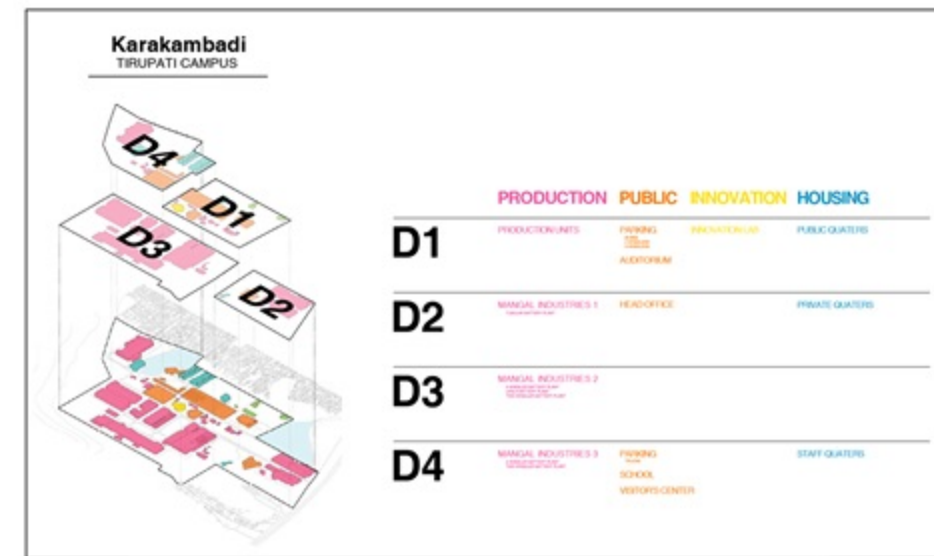 Karakambadi
TIRUPATI CAMPUS
D4
D1
D3
D2
PRODUCTION PUBLIC INNOVATION HOUSING
D1
PRODUCTION UNITS PARKING INNOVATION LAB PUBLIC QUATERS
AUDITORIUM
D2
MANGAL INDUSTRIES 1 HEAD OFFICE PRIVATE QUATERS
D3
MANGAL INDUSTRIES 2
D4
MANGAL INDUSTRIES 3 PARKING STAFF QUATERS
SCHOOL
VISITOR'S CENTER